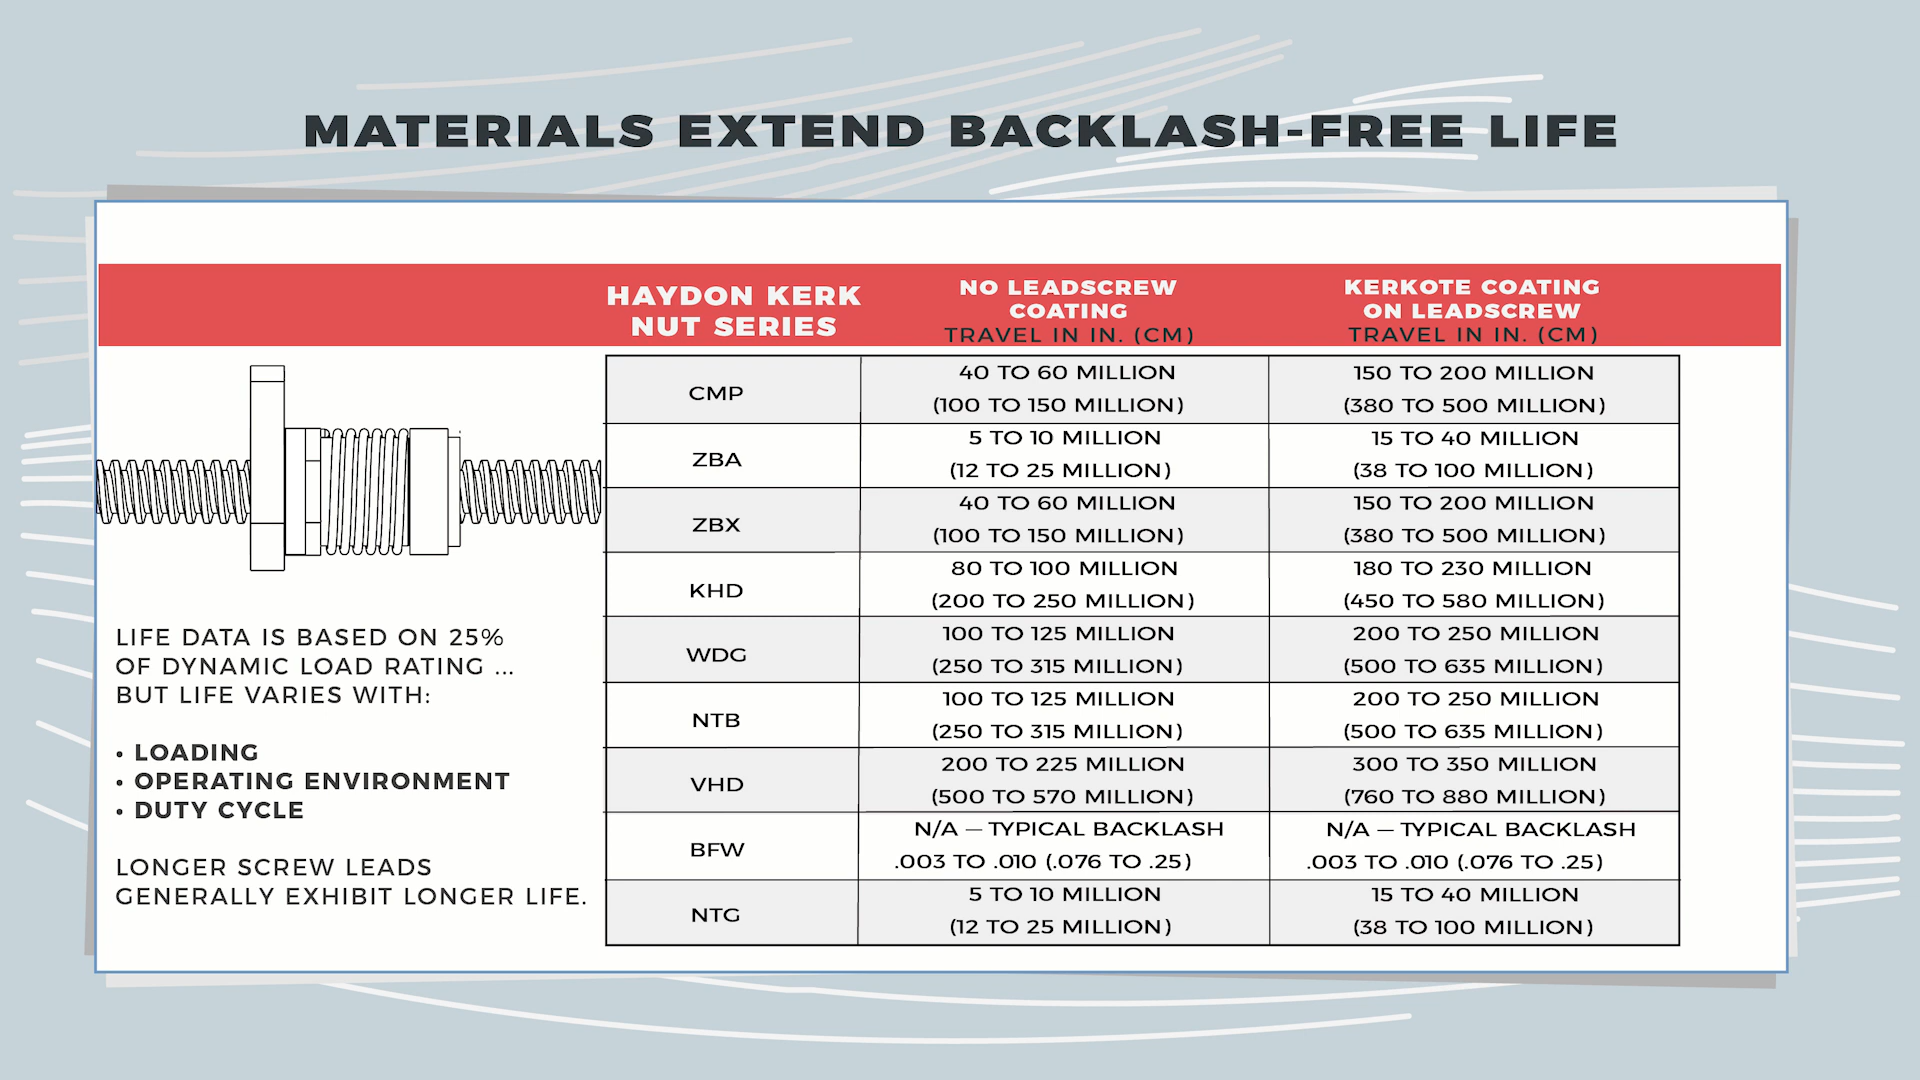 MATERIALS EXTEND BACKLASH-FREE LIFE
HAYDON KERK
NUT SERIES
NO LEADSCREW
COATING
TRAVEL IN IN. (CM)
KERKOTE COATING
ON LEADSCREW
TRAVEL IN IN. (CM)
CMP
40 TO 60 MILLION
(100 TO 150 MILLION)
150 TO 200 MILLION
(380 TO 500 MILLION)
ZBA
5 TO 10 MILLION
(12 TO 25 MILLION)
15 TO 40 MILLION
(38 TO 100 MILLION)
ZBX
40 TO 60 MILLION
(100 TO 150 MILLION)
150 TO 200 MILLION
(380 TO 500 MILLION)
KHD
80 TO 100 MILLION
(200 TO 250 MILLION)
180 TO 230 MILLION
(450 TO 580 MILLION)
WDG
100 TO 125 MILLION
(250 TO 315 MILLION)
200 TO 250 MILLION
(500 TO 635 MILLION)
NTB
100 TO 125 MILLION
(250 TO 315 MILLION)
200 TO 250 MILLION
(500 TO 635 MILLION)
VHD
200 TO 225 MILLION
(500 TO 570 MILLION)
300 TO 350 MILLION
(760 TO 880 MILLION)
BFW
N/A — TYPICAL BACKLASH
.003 TO .010 (.076 TO .25)
N/A — TYPICAL BACKLASH
.003 TO .010 (.076 TO .25)
NTG
5 TO 10 MILLION
(12 TO 25 MILLION)
15 TO 40 MILLION
(38 TO 100 MILLION)
LIFE DATA IS BASED ON 25%
OF DYNAMIC LOAD RATING ...
BUT LIFE VARIES WITH:
• LOADING
• OPERATING ENVIRONMENT
• DUTY CYCLE
LONGER SCREW LEADS
GENERALLY EXHIBIT LONGER LIFE.